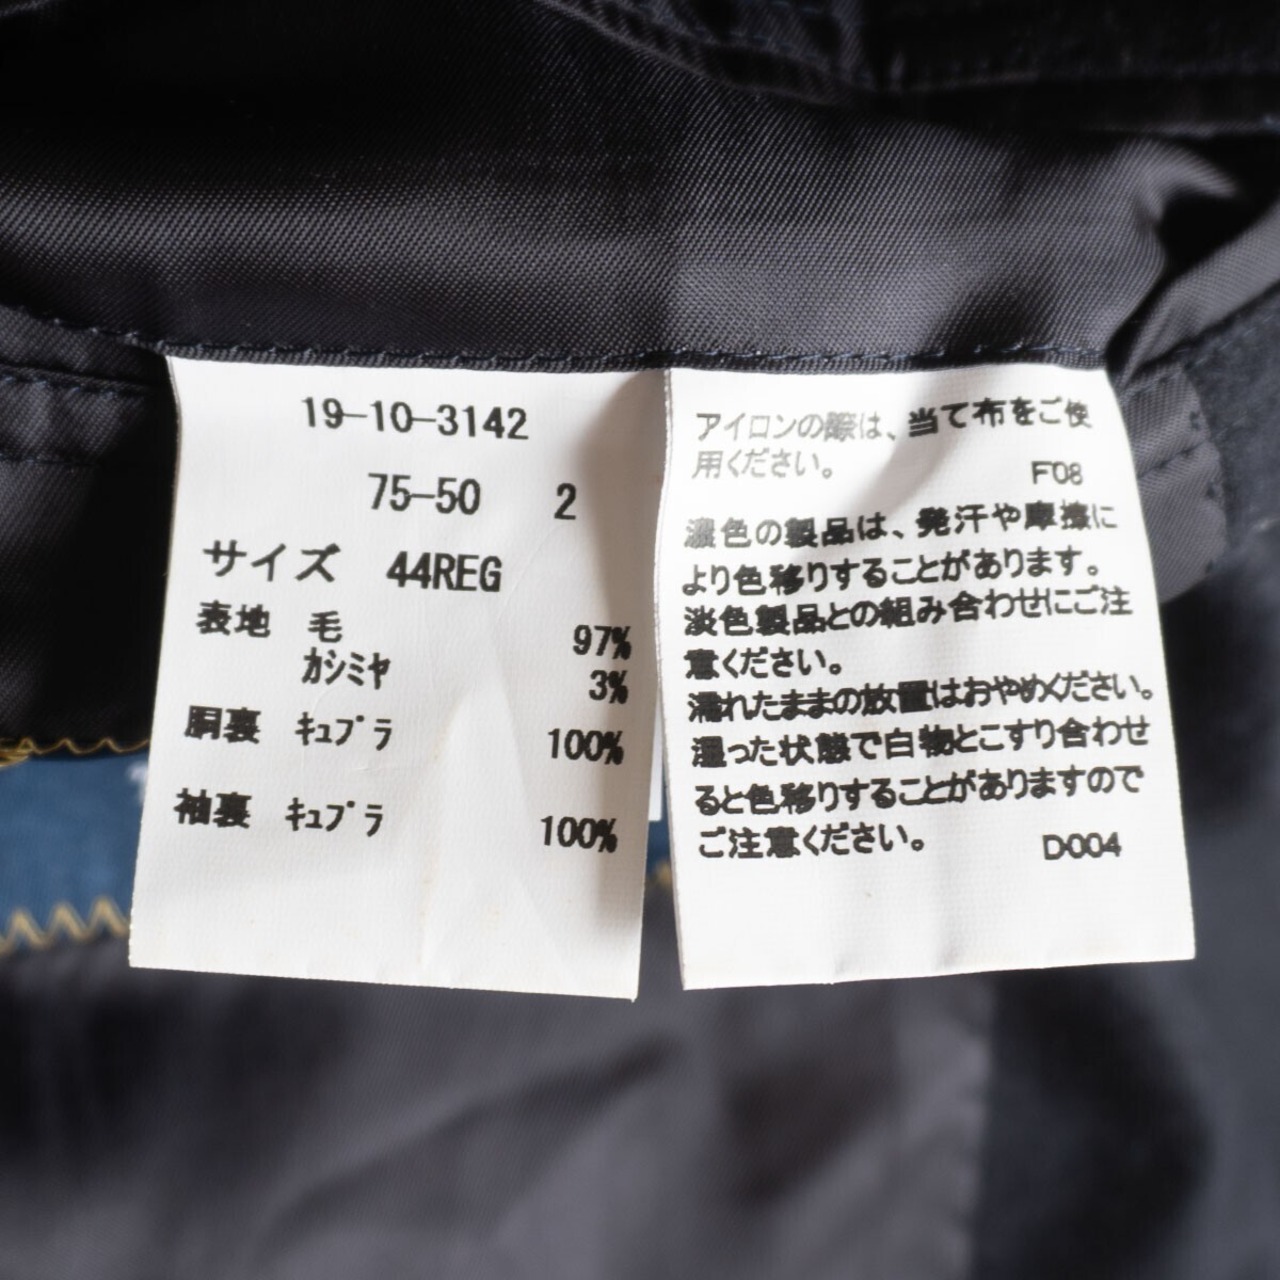 19-10-3142
75-50 2
サイズ 44REG
表地 毛 97%
カシミヤ 3%
胴裏 キュプラ 100%
袖裏 キュプラ 100%
アイロンの際は、当て布をご使
用ください。
F08
濃色の製品は、発汗や摩擦に
より色移りすることがあります。
淡色製品との組み合わせにご注
意ください。
濡れたままの放置はおやめください。
湿った状態で白物とこすり合わせ
ると色移りすることがありますので
ご注意ください。
D004